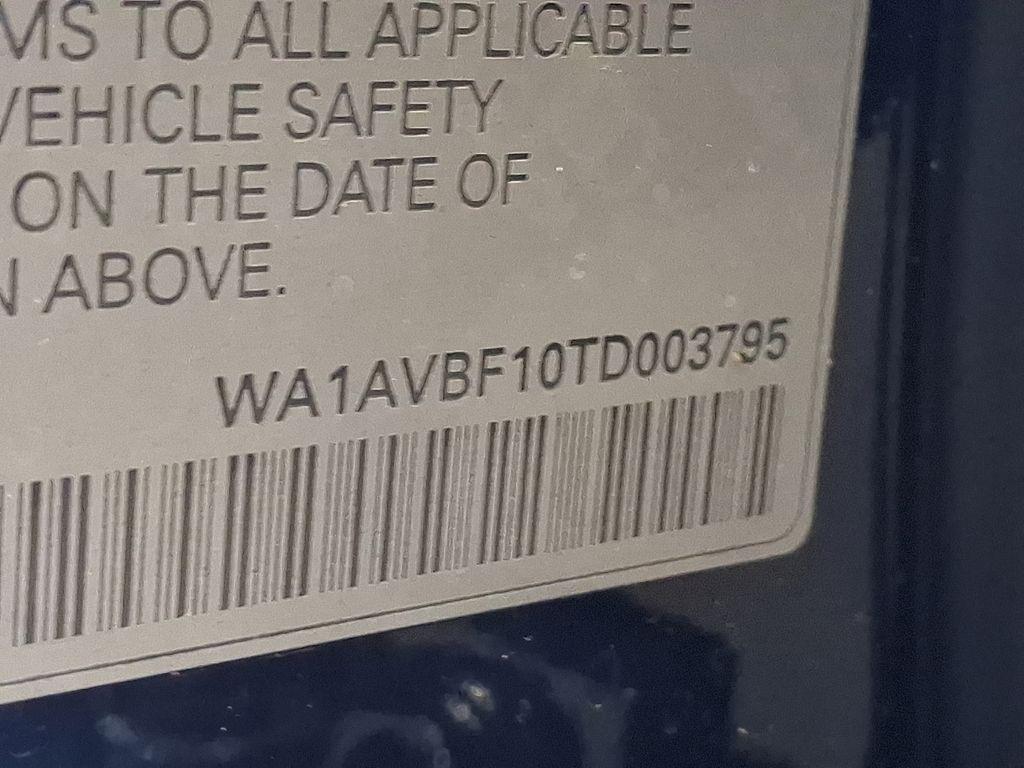 MS TO ALL APPLICABLE
VEHICLE SAFETY
ON THE DATE OF
N ABOVE.
WA1AVBF10TD003795